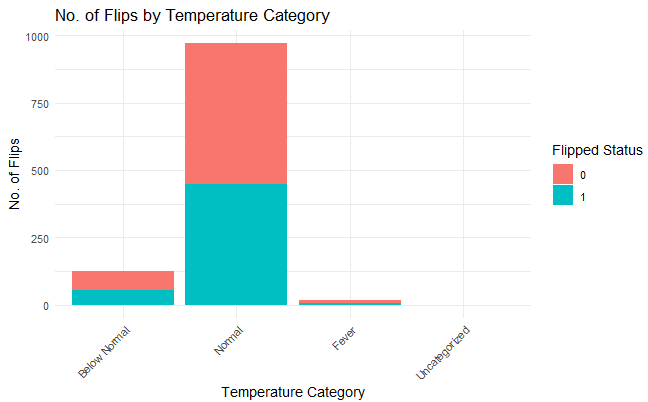 No. of Flips by Temperature Category
No. of Flips
1000
750
500
250
0
Below Normal
Normal
Fever
Uncategorized
Temperature Category
Flipped Status
0
1